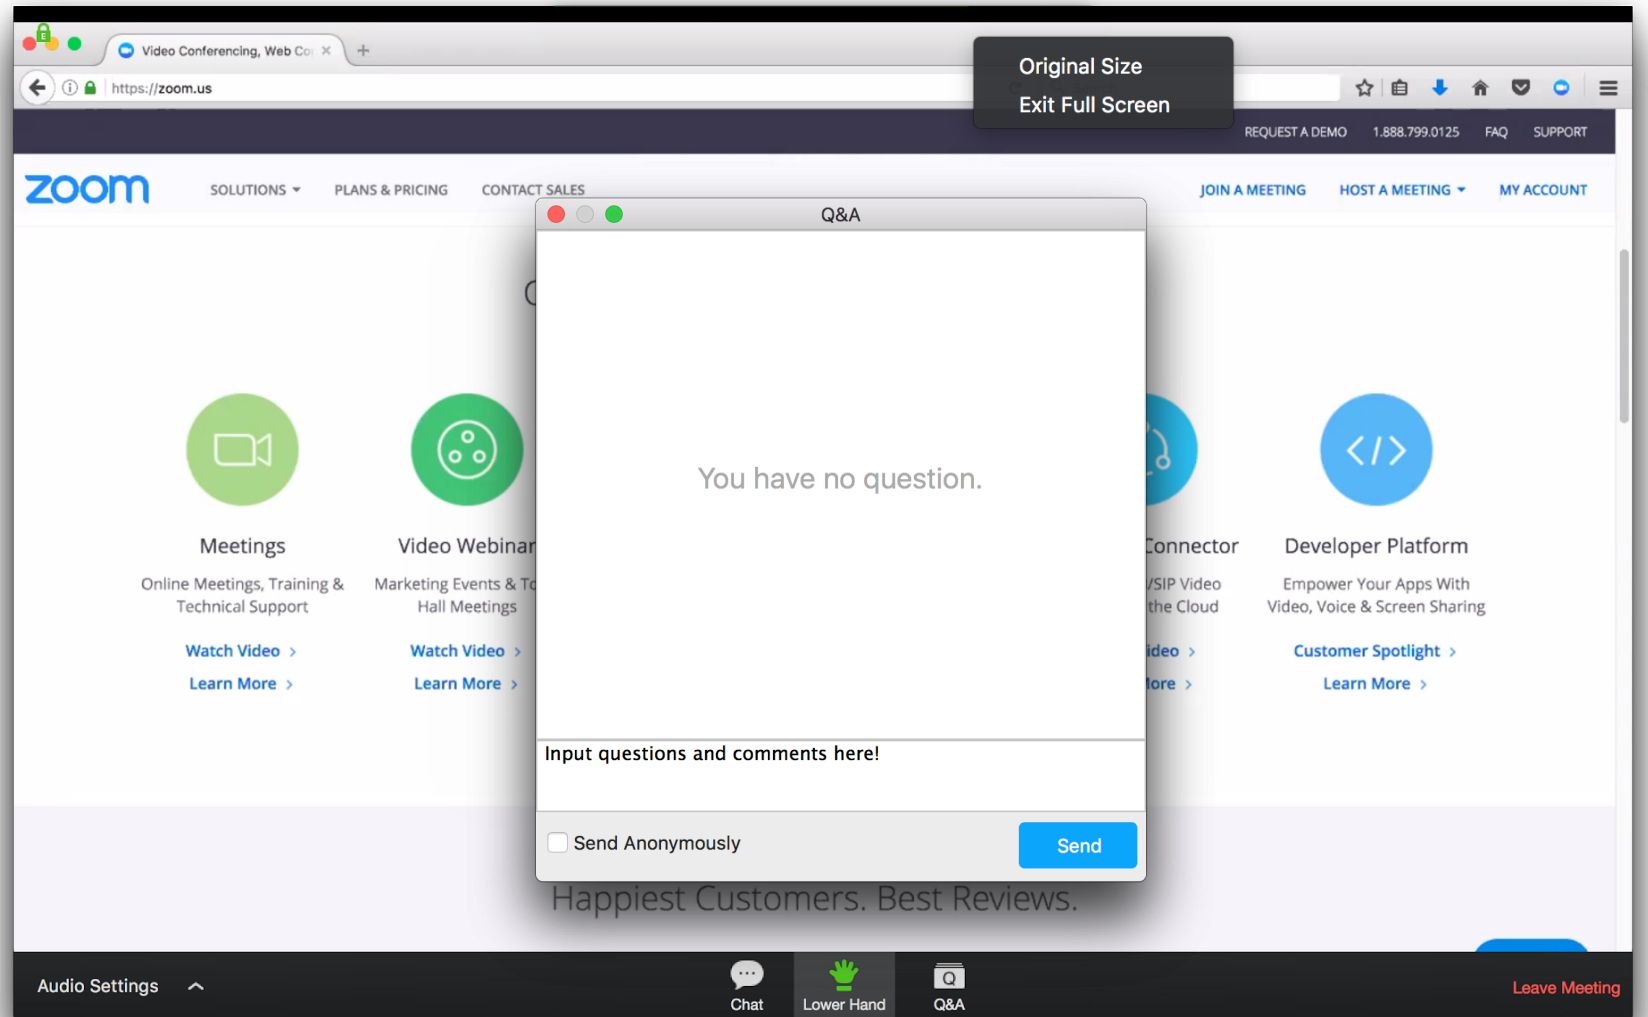 Video Conferencing, Web Co
Original Size
Exit Full Screen
https://zoom.us
REQUEST A DEMO 1.888.799.0125 FAQ SUPPORT
zoom SOLUTIONS PLANS & PRICING CONTACT SALES JOIN A MEETING HOST A MEETING MY ACCOUNT
Q&A
You have no question.
Meetings
Online Meetings, Training &
Technical Support
Watch Video >
Learn More >
Video Webinar
Marketing Events & To
Hall Meetings
Watch Video >
Learn More >
Connector
/SIP Video
the Cloud
ideo >
ore >
</>
Developer Platform
Empower Your Apps With
Video, Voice & Screen Sharing
Customer Spotlight >
Learn More >
Input questions and comments here!
Send Anonymously Send
Happiest Customers. Best Reviews.
Audio Settings
Chat
Lower Hand
Q
Q&A
Leave Meeting